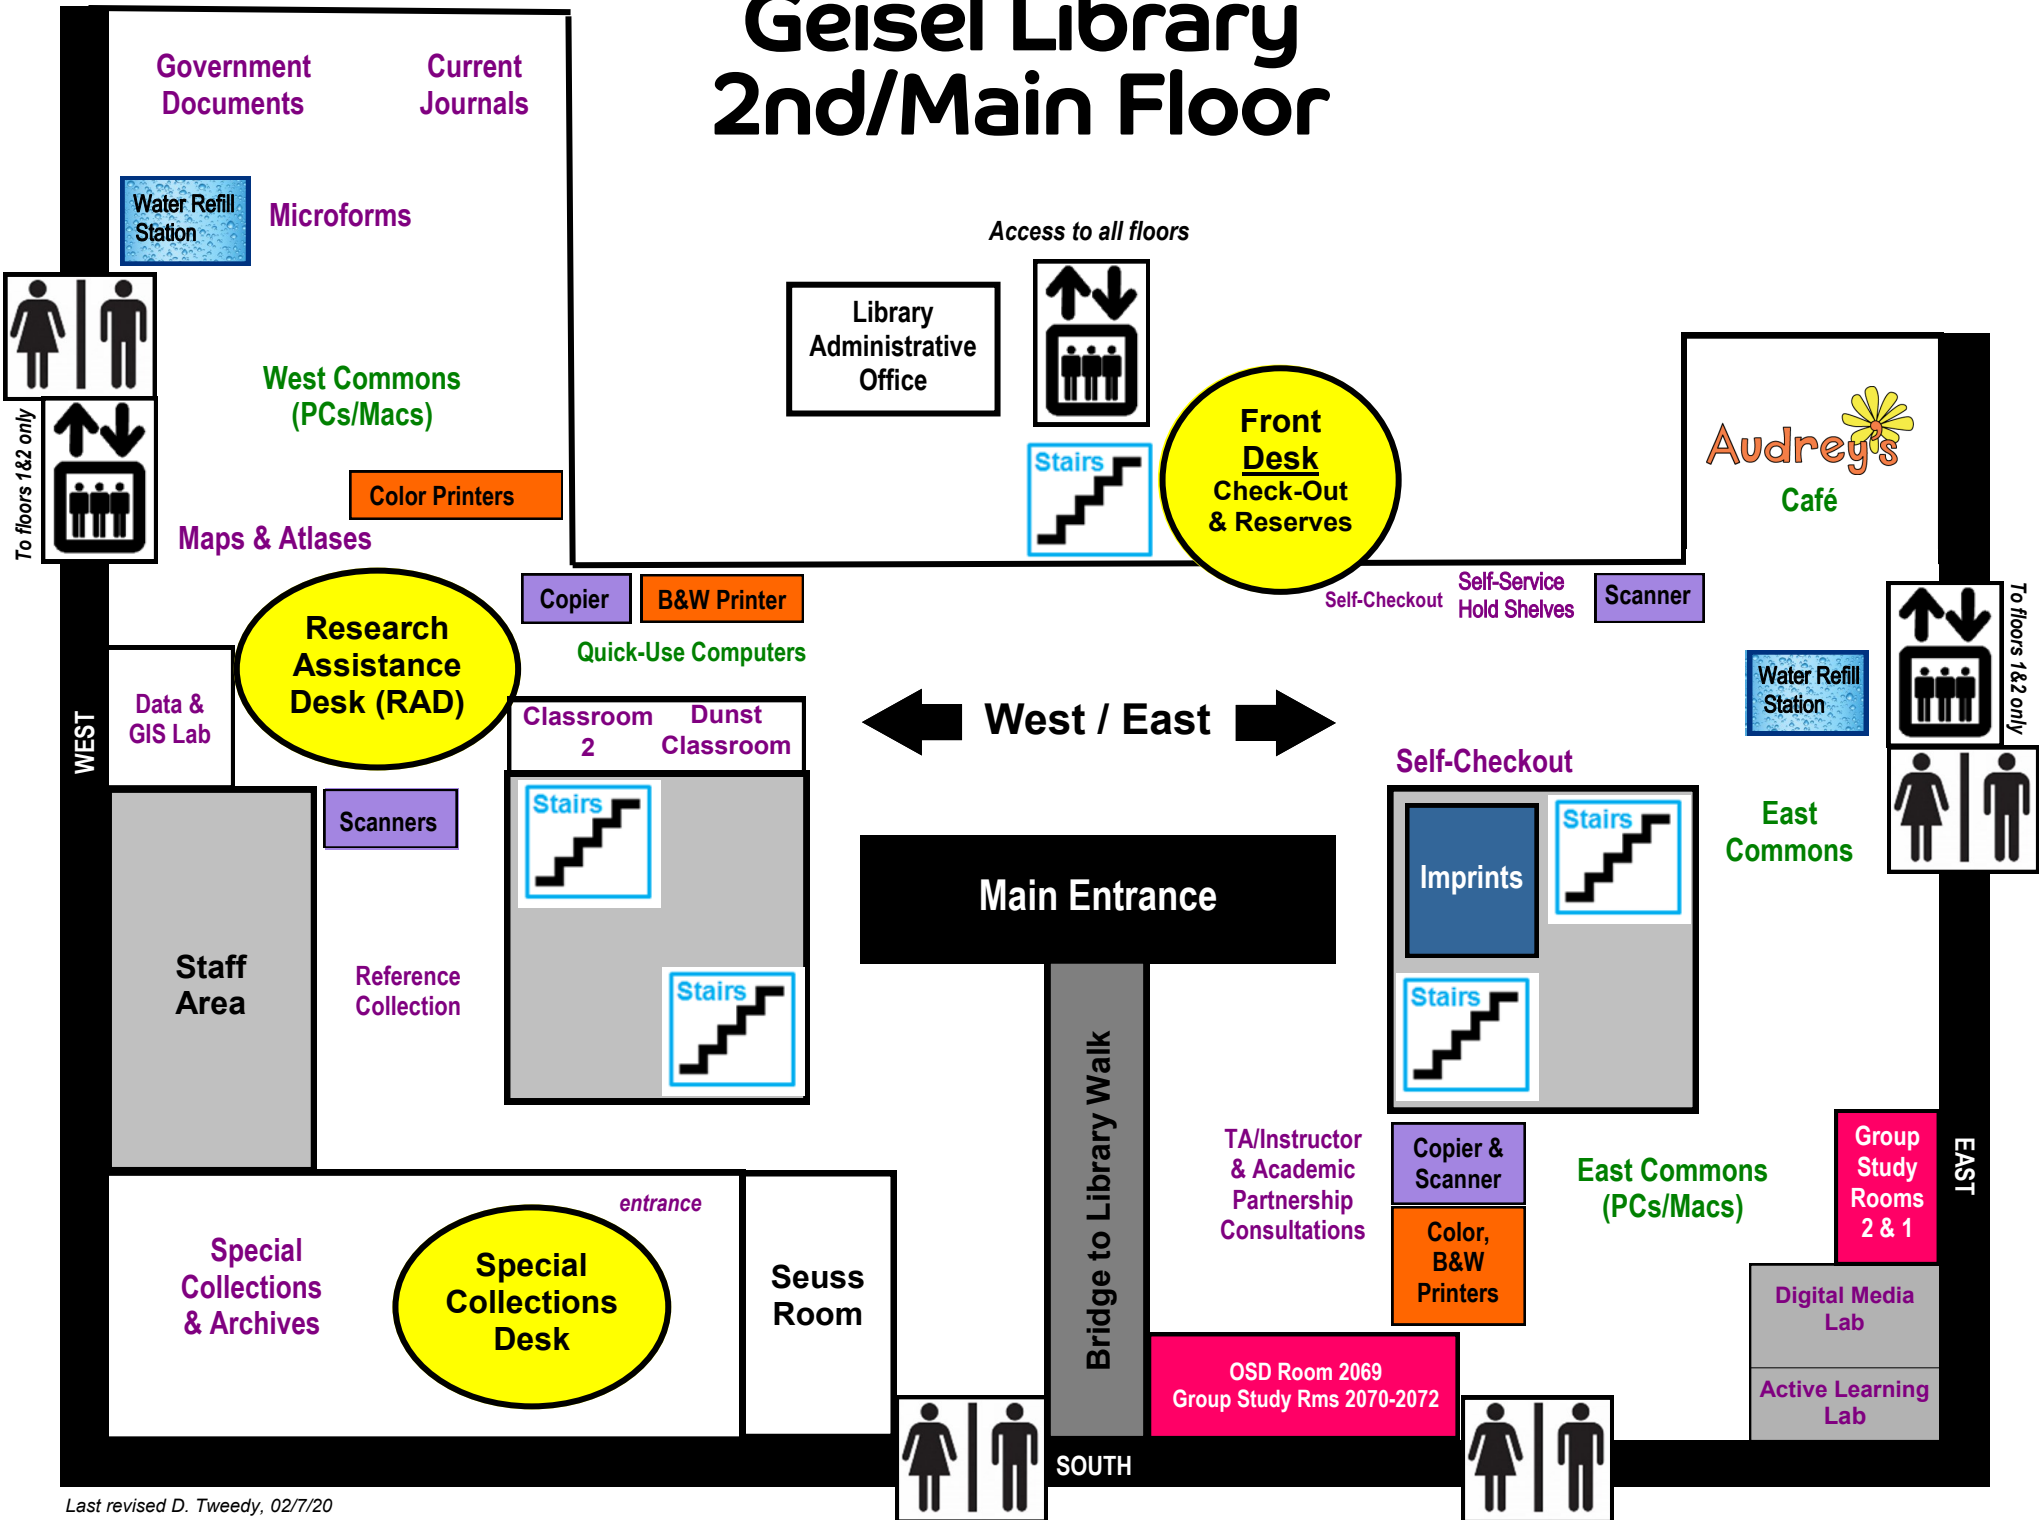 Geisel Library
2nd/Main Floor
Government
Documents
Current
Journals
Water Refill
Station
Microforms
Access to all floors
Library
Administrative
Office
West Commons
(PCs/Macs)
To floors 1&2 only
Color Printers
Maps & Atlases
Stairs
Front
Desk
Check-Out
& Reserves
Audrey's
Café
Copier
B&W Printer
Quick-Use Computers
Self-Checkout
Self-Service
Hold Shelves
Scanner
To floors 1&2 only
Water Refill
Station
Research
Assistance
Desk (RAD)
Data &
GIS Lab
WEST
Classroom
2
Dunst
Classroom
West / East
Self-Checkout
Scanners
Stairs
Main Entrance
Imprints
Stairs
East
Commons
Staff
Area
Reference
Collection
Stairs
Stairs
Bridge to Library Walk
TA/Instructor
& Academic
Partnership
Consultations
Copier &
Scanner
Color,
B&W
Printers
East Commons
(PCs/Macs)
Group
Study
Rooms
2 & 1
EAST
entrance
Special
Collections
& Archives
Special
Collections
Desk
Seuss
Room
Digital Media
Lab
Active Learning
Lab
OSD Room 2069
Group Study Rms 2070-2072
SOUTH
Last revised D. Tweedy, 02/7/20